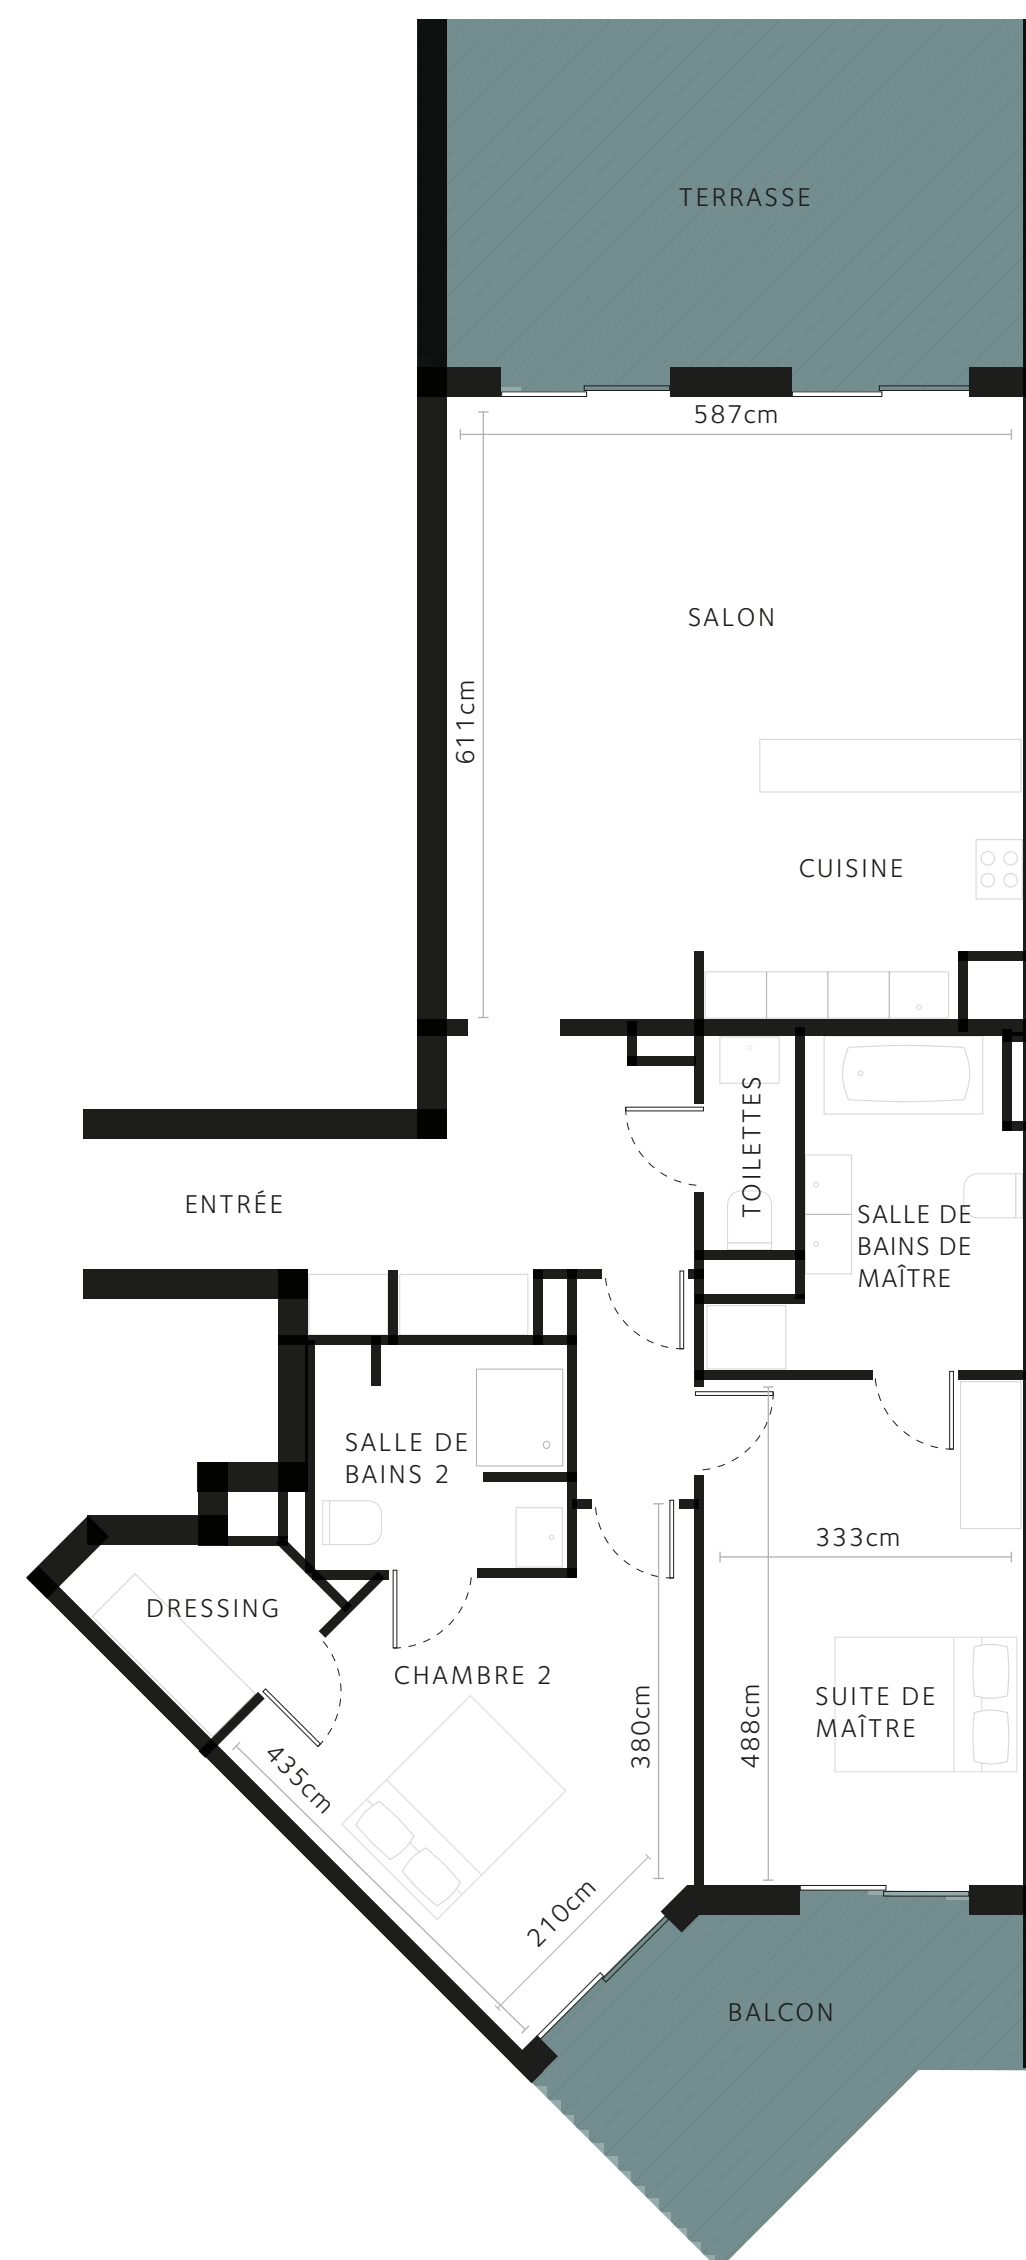 TERRASSE
587cm
SALON
611cm
CUISINE
TOILETTES
ENTRÉE
SALLE DE
BAINS DE
MAÎTRE
SALLE DE
BAINS 2
333cm
DRESSING
CHAMBRE 2
SUITE DE
MAÎTRE
380cm
488cm
435cm
210cm
BALCON